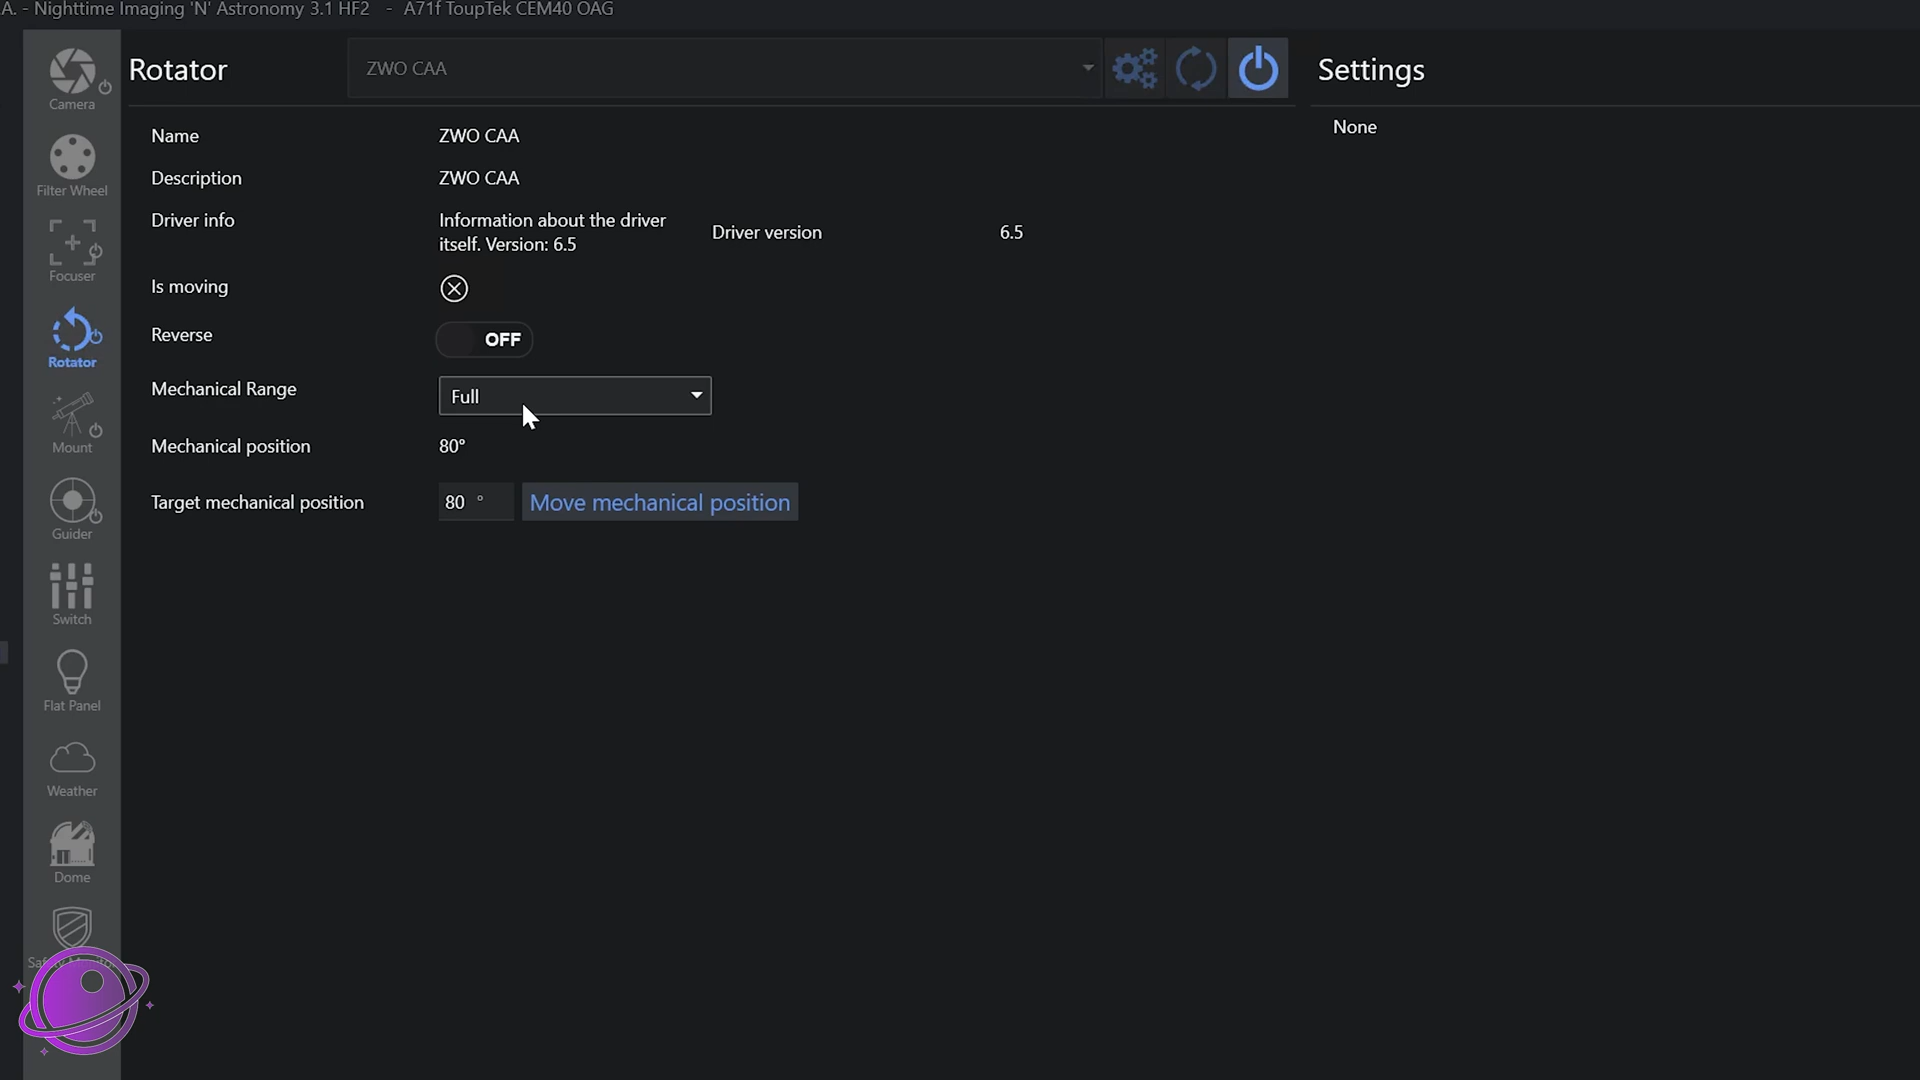 A. - Nighttime Imaging 'N' Astronomy 3.1 HF2 - A71f ToupTek CEM40 OAG
Camera
Filter Wheel
Focuser
Rotator
Mount
Guider
Switch
Flat Panel
Weather
Dome
Rotator
ZWO CAA
Name
ZWO CAA
Description
ZWO CAA
Driver info
Information about the driver
itself. Version: 6.5
Driver version
6.5
Is moving
Reverse
OFF
Mechanical Range
Full
Mechanical position
80°
Target mechanical position
80 °
Move mechanical position
Settings
None